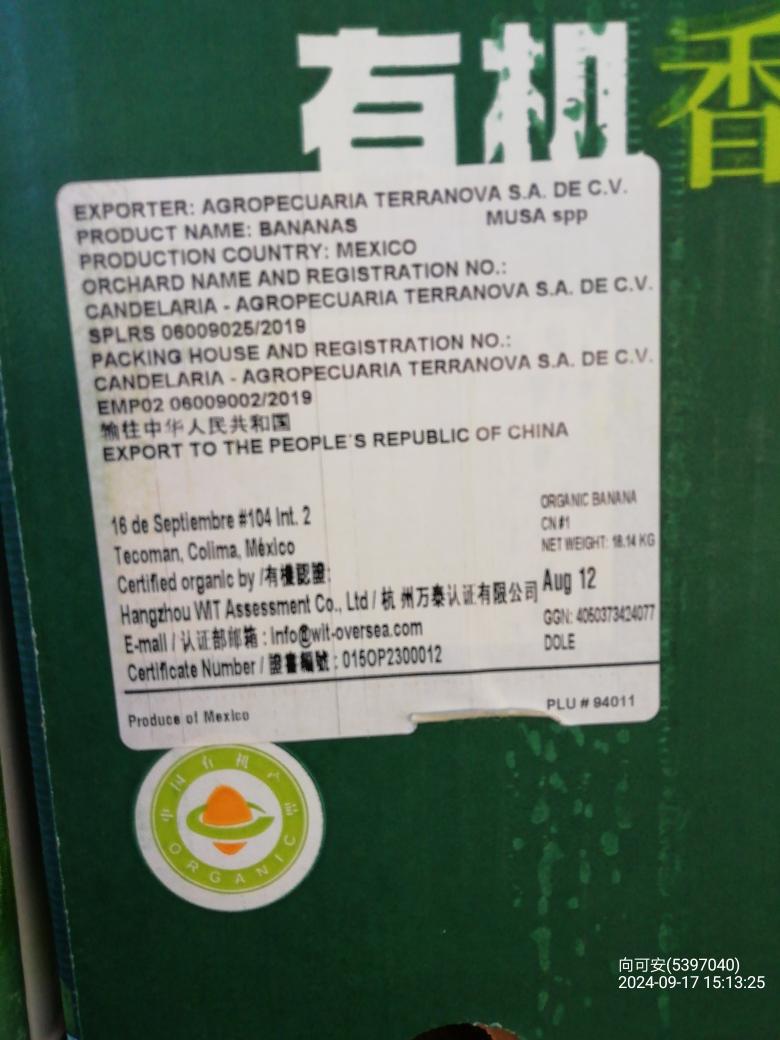 有机香
EXPORTER: AGROPECUARIA TERRANOVA S.A. DE C.V.
PRODUCT NAME: BANANAS MUSA spp
PRODUCTION COUNTRY: MEXICO
ORCHARD NAME AND REGISTRATION NO.:
CANDELARIA - AGROPECUARIA TERRANOVA S.A. DE C.V.
SPLRS 06009025/2019
PACKING HOUSE AND REGISTRATION NO.:
CANDELARIA - AGROPECUARIA TERRANOVA S.A. DE C.V.
EMP02 06009002/2019
输往中华人民共和国
EXPORT TO THE PEOPLE´S REPUBLIC OF CHINA
16 de Septiembre #104 Int. 2
Tecoman, Colima, México
Certified organic by /有機認證:
Hangzhou WIT Assessment Co., Ltd / 杭 州万泰认证有限公司
E-mail / 认证部邮箱 : Info@wit-oversea.com
Certificate Number / 證書編號 : 015OP2300012
ORGANIC BANANA
CN #1
NET WEIGHT: 18.14 KG
Aug 12
GGN: 4050373424077
DOLE
Produce of Mexico
PLU # 94011
中国有机产品
ORGANIC
向可安(5397040)
2024-09-17 15:13:25